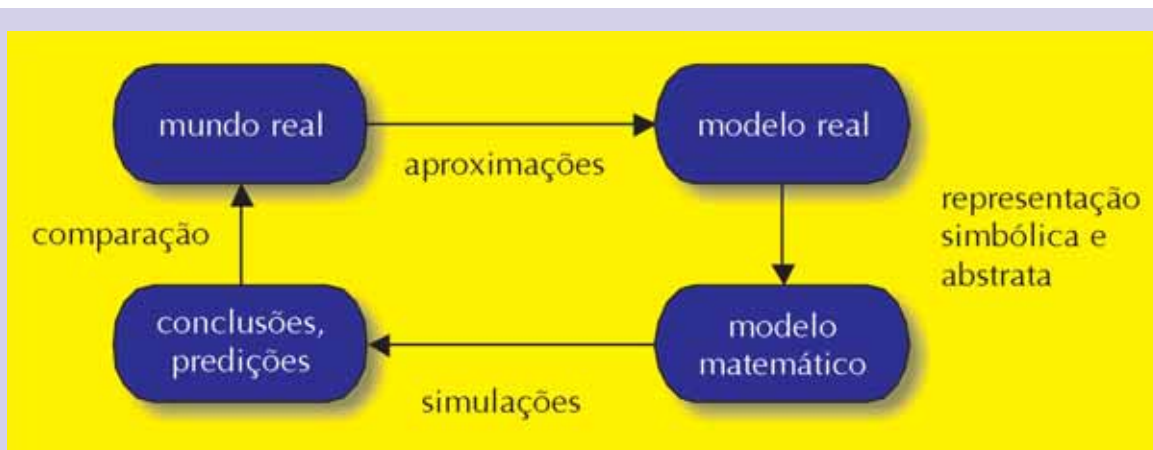 mundo real
modelo real
aproximações
representação
simbólica e
abstrata
comparação
conclusões,
predições
modelo
matemático
simulações